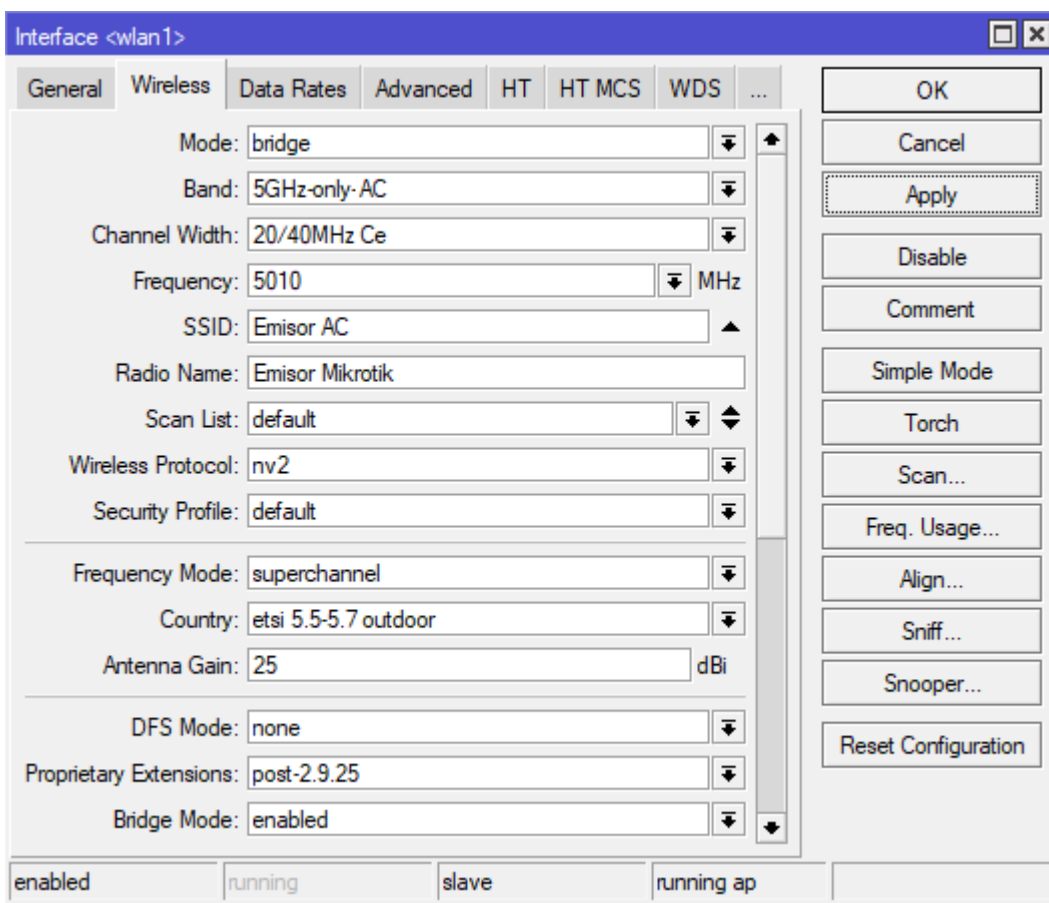 Interface <wlan1>
General Wireless Data Rates Advanced HT HT MCS WDS ...
Mode: bridge
Band: 5GHz-only-AC
Channel Width: 20/40MHz Ce
Frequency: 5010 MHz
SSID: Emisor AC
Radio Name: Emisor Mikrotik
Scan List: default
Wireless Protocol: nv2
Security Profile: default
Frequency Mode: superchannel
Country: etsi 5.5-5.7 outdoor
Antenna Gain: 25 dBi
DFS Mode: none
Proprietary Extensions: post-2.9.25
Bridge Mode: enabled
OK
Cancel
Apply
Disable
Comment
Simple Mode
Torch
Scan...
Freq. Usage...
Align...
Sniff...
Snooper...
Reset Configuration
enabled running slave running ap